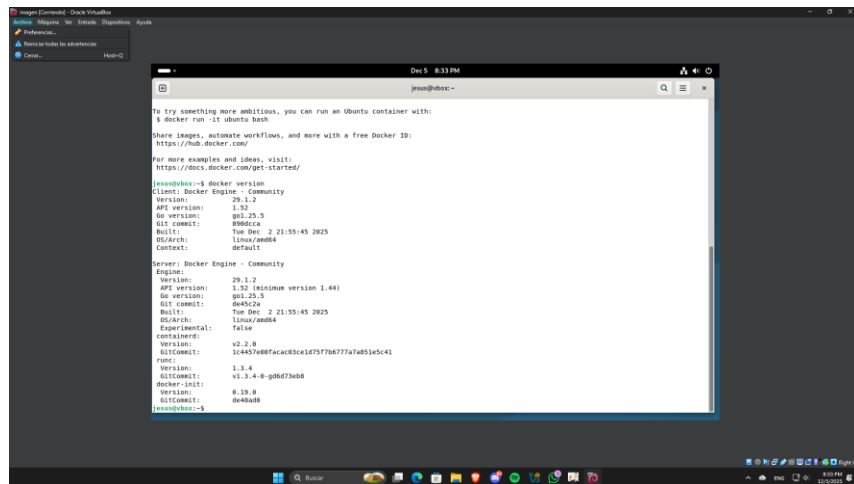 imagen [Corriendo] - Oracle VirtualBox
Archivo Máquina Ver Entrada Dispositivos Ayuda
Preferencias...
Reiniciar todas las advertencias
Cerrar... Host+Q
Dec 5 8:33 PM
jesus@vbox: ~
To try something more ambitious, you can run an Ubuntu container with:
$ docker run -it ubuntu bash
Share images, automate workflows, and more with a free Docker ID:
https://hub.docker.com/
For more examples and ideas, visit:
https://docs.docker.com/get-started/
jesus@vbox:~$ docker version
Client: Docker Engine - Community
Version: 29.1.2
API version: 1.52
Go version: go1.25.5
Git commit: 890dcca
Built: Tue Dec 2 21:55:45 2025
OS/Arch: linux/amd64
Context: default
Server: Docker Engine - Community
Engine:
Version: 29.1.2
API version: 1.52 (minimum version 1.44)
Go version: go1.25.5
Git commit: de45c2a
Built: Tue Dec 2 21:55:45 2025
OS/Arch: linux/amd64
Experimental: false
containerd:
Version: v2.2.0
GitCommit: 1c4457e00facac03ce1d75f7b6777a7a851e5c41
runc:
Version: 1.3.4
GitCommit: v1.3.4-0-gd6d73eb8
docker-init:
Version: 0.19.0
GitCommit: de40ad0
jesus@vbox:~$
Right
Buscar
ENG
8:33 PM
12/5/2025